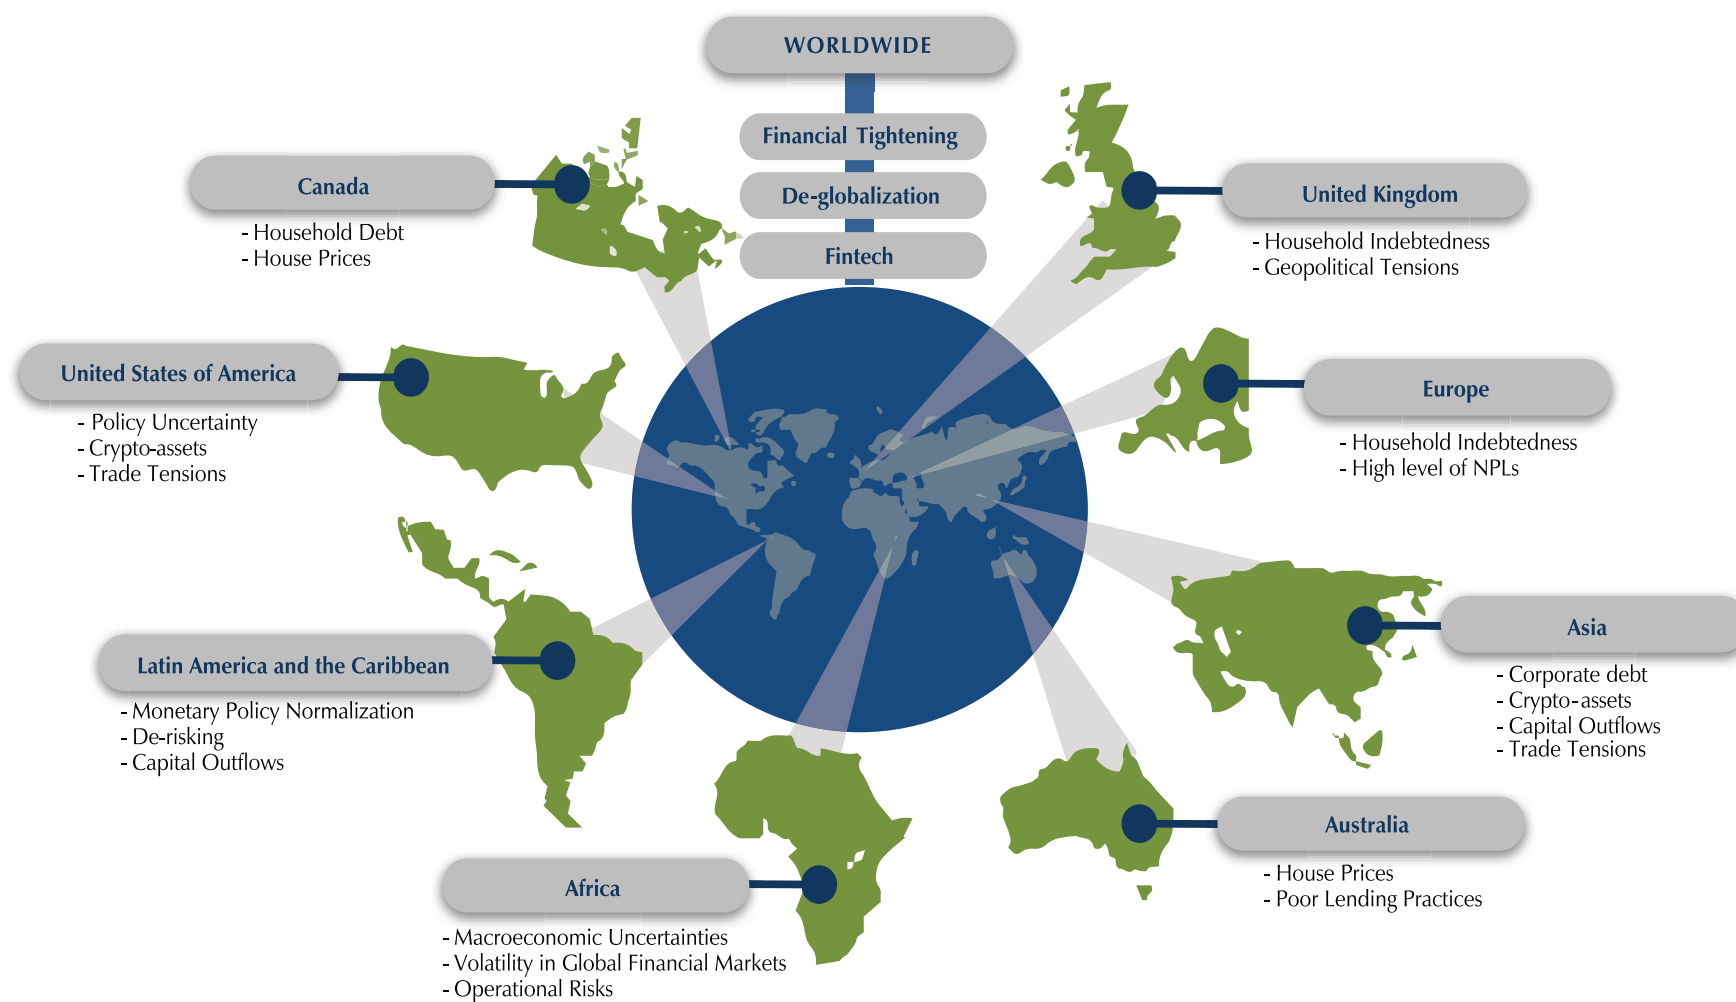 WORLDWIDE
Financial Tightening
De-globalization
Fintech
Canada
- Household Debt
- House Prices
United Kingdom
- Household Indebtedness
- Geopolitical Tensions
United States of America
- Policy Uncertainty
- Crypto-assets
- Trade Tensions
Europe
- Household Indebtedness
- High level of NPLs
Latin America and the Caribbean
- Monetary Policy Normalization
- De-risking
- Capital Outflows
Asia
- Corporate debt
- Crypto-assets
- Capital Outflows
- Trade Tensions
Africa
- Macroeconomic Uncertainties
- Volatility in Global Financial Markets
- Operational Risks
Australia
- House Prices
- Poor Lending Practices